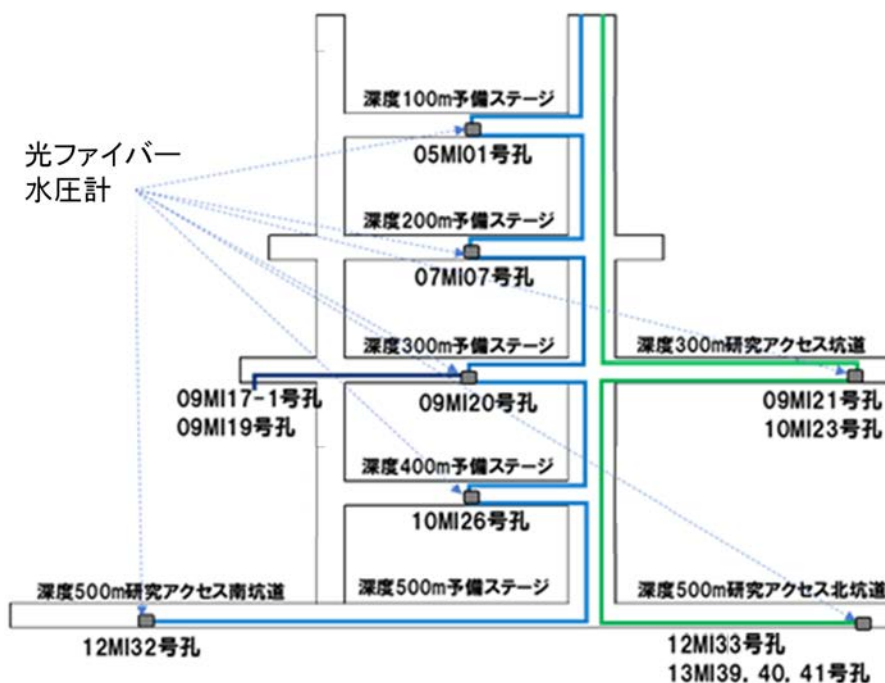 深度100m予備ステージ
光ファイバー
水圧計
05MI01号孔
深度200m予備ステージ
07MI07号孔
深度300m予備ステージ
深度300m研究アクセス坑道
09MI17-1号孔
09MI19号孔
09MI20号孔
09MI21号孔
10MI23号孔
深度400m予備ステージ
10MI26号孔
深度500m研究アクセス南坑道
深度500m予備ステージ
深度500m研究アクセス北坑道
12MI32号孔
12MI33号孔
13MI39, 40, 41号孔